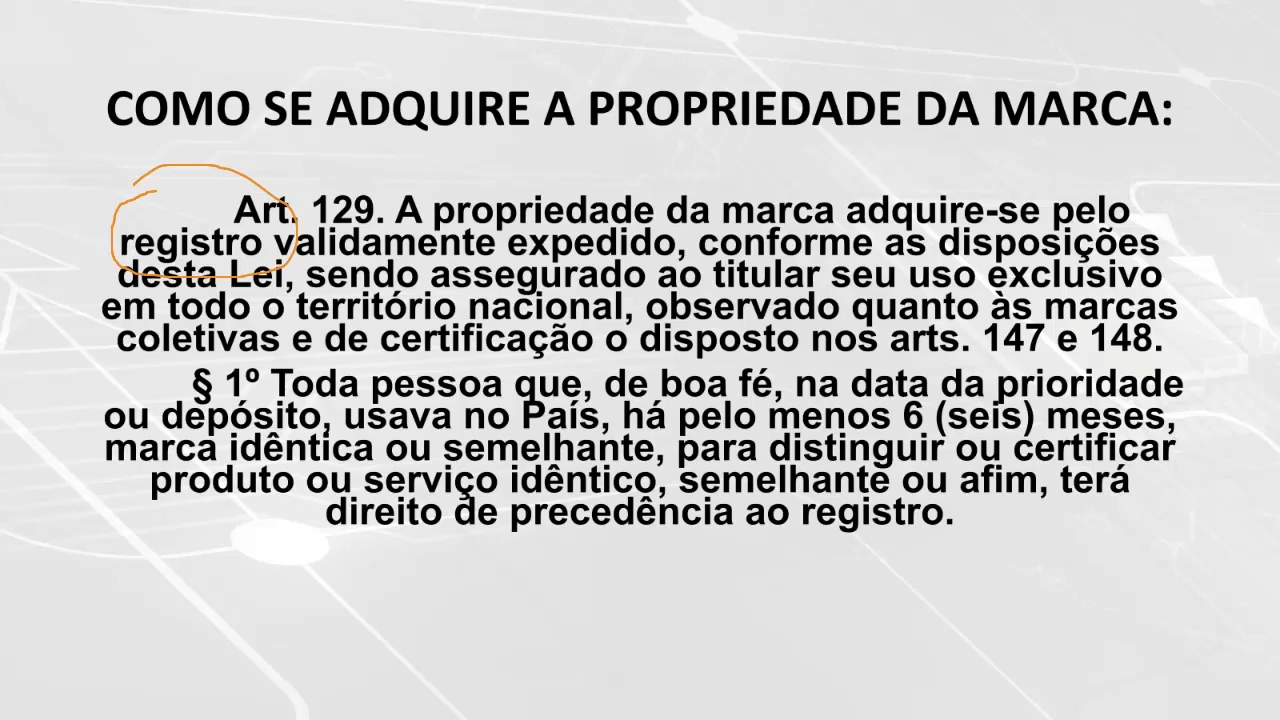 COMO SE ADQUIRE A PROPRIEDADE DA MARCA:
Art. 129. A propriedade da marca adquire-se pelo
registro validamente expedido, conforme as disposições
desta Lei, sendo assegurado ao titular seu uso exclusivo
em todo o território nacional, observado quanto às marcas
coletivas e de certificação o disposto nos arts. 147 e 148.
§ 1º Toda pessoa que, de boa fé, na data da prioridade
ou depósito, usava no País, há pelo menos 6 (seis) meses,
marca idêntica ou semelhante, para distinguir ou certificar
produto ou serviço idêntico, semelhante ou afim, terá
direito de precedência ao registro.